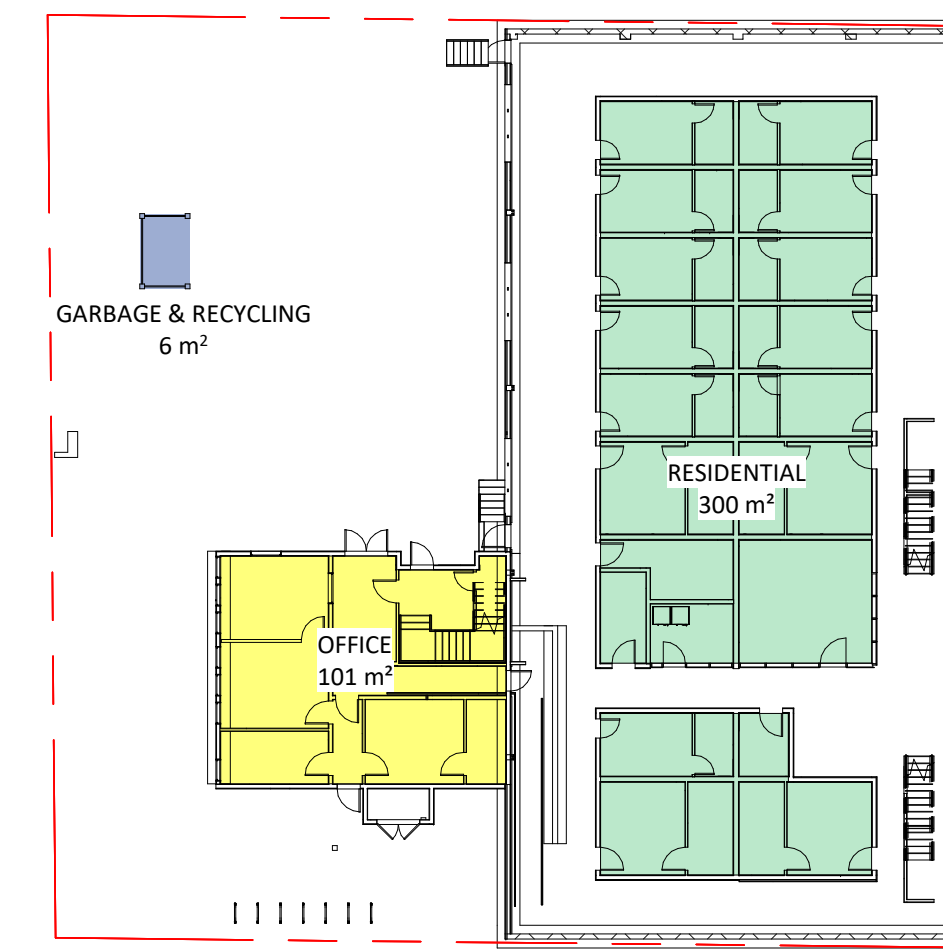 GARBAGE & RECYCLING
6 m²
RESIDENTIAL
300 m²
OFFICE
101 m²